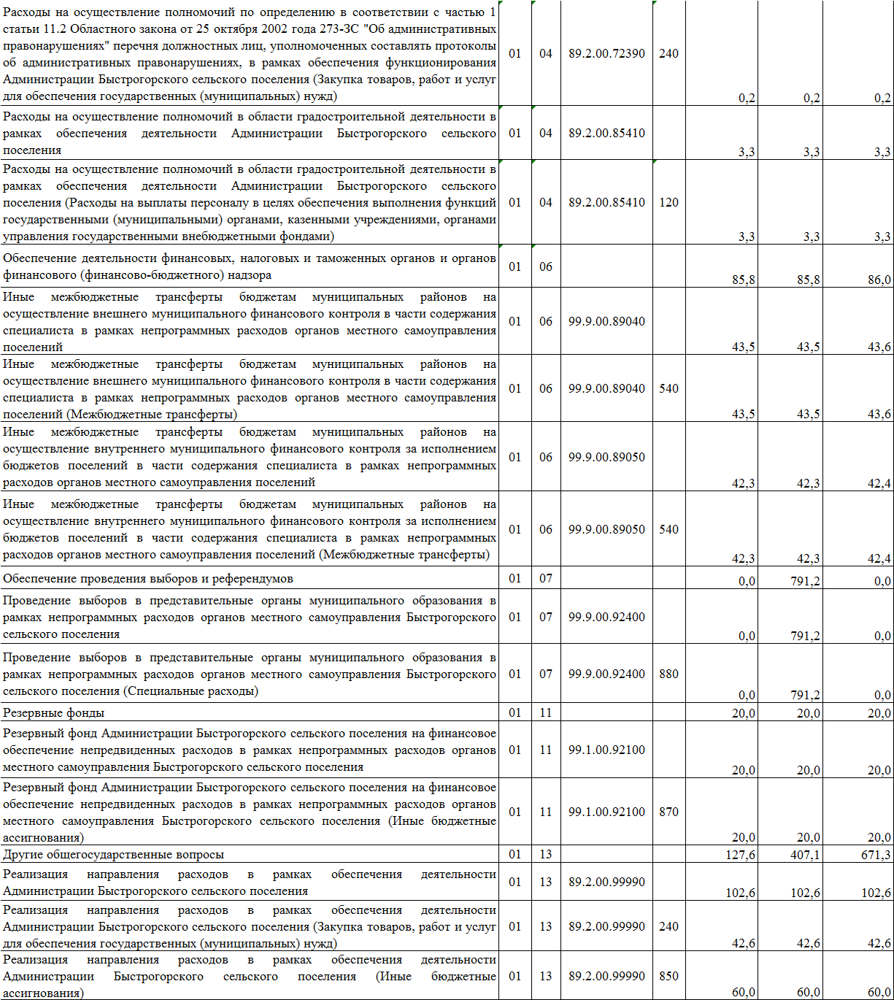 Расходы на осуществление полномочий по определению в соответствии с частью 1
статьи 11.2 Областного закона от 25 октября 2002 года 273-ЗС "Об административных
правонарушениях" перечня должностных лиц, уполномоченных составлять протоколы
об административных правонарушениях, в рамках обеспечения функционирования
Администрации Быстрогорского сельского поселения (Закупка товаров, работ и услуг
для обеспечения государственных (муниципальных) нужд)
01 04 89.2.00.72390 240 0,2 0,2 0,2
Расходы на осуществление полномочий в области градостроительной деятельности в
рамках обеспечения деятельности Администрации Быстрогорского сельского
поселения
01 04 89.2.00.85410 3,3 3,3 3,3
Расходы на осуществление полномочий в области градостроительной деятельности в
рамках обеспечения деятельности Администрации Быстрогорского сельского
поселения (Расходы на выплаты персоналу в целях обеспечения выполнения функций
государственными (муниципальными) органами, казенными учреждениями, органами
управления государственными внебюджетными фондами)
01 04 89.2.00.85410 120 3,3 3,3 3,3
Обеспечение деятельности финансовых, налоговых и таможенных органов и органов
финансового (финансово-бюджетного) надзора
01 06 85,8 85,8 86,0
Иные межбюджетные трансферты бюджетам муниципальных районов на
осуществление внешнего муниципального финансового контроля в части содержания
специалиста в рамках непрограммных расходов органов местного самоуправления
поселений
01 06 99.9.00.89040 43,5 43,5 43,6
Иные межбюджетные трансферты бюджетам муниципальных районов на
осуществление внешнего муниципального финансового контроля в части содержания
специалиста в рамках непрограммных расходов органов местного самоуправления
поселений (Межбюджетные трансферты)
01 06 99.9.00.89040 540 43,5 43,5 43,6
Иные межбюджетные трансферты бюджетам муниципальных районов на
осуществление внутреннего муниципального финансового контроля за исполнением
бюджетов поселений в части содержания специалиста в рамках непрограммных
расходов органов местного самоуправления поселений
01 06 99.9.00.89050 42,3 42,3 42,4
Иные межбюджетные трансферты бюджетам муниципальных районов на
осуществление внутреннего муниципального финансового контроля за исполнением
бюджетов поселений в части содержания специалиста в рамках непрограммных
расходов органов местного самоуправления поселений (Межбюджетные трансферты)
01 06 99.9.00.89050 540 42,3 42,3 42,4
Обеспечение проведения выборов и референдумов 01 07 0,0 791,2 0,0
Проведение выборов в представительные органы муниципального образования в
рамках непрограммных расходов органов местного самоуправления Быстрогорского
сельского поселения
01 07 99.9.00.92400 0,0 791,2 0,0
Проведение выборов в представительные органы муниципального образования в
рамках непрограммных расходов органов местного самоуправления Быстрогорского
сельского поселения (Специальные расходы)
01 07 99.9.00.92400 880 0,0 791,2 0,0
Резервные фонды 01 11 20,0 20,0 20,0
Резервный фонд Администрации Быстрогорского сельского поселения на финансовое
обеспечение непредвиденных расходов в рамках непрограммных расходов органов
местного самоуправления Быстрогорского сельского поселения
01 11 99.1.00.92100 20,0 20,0 20,0
Резервный фонд Администрации Быстрогорского сельского поселения на финансовое
обеспечение непредвиденных расходов в рамках непрограммных расходов органов
местного самоуправления Быстрогорского сельского поселения (Иные бюджетные
ассигнования)
01 11 99.1.00.92100 870 20,0 20,0 20,0
Другие общегосударственные вопросы 01 13 127,6 407,1 671,3
Реализация направления расходов в рамках обеспечения деятельности
Администрации Быстрогорского сельского поселения
01 13 89.2.00.99990 102,6 102,6 102,6
Реализация направления расходов в рамках обеспечения деятельности
Администрации Быстрогорского сельского поселения (Закупка товаров, работ и услуг
для обеспечения государственных (муниципальных) нужд)
01 13 89.2.00.99990 240 42,6 42,6 42,6
Реализация направления расходов в рамках обеспечения деятельности
Администрации Быстрогорского сельского поселения (Иные бюджетные
ассигнования)
01 13 89.2.00.99990 850 60,0 60,0 60,0